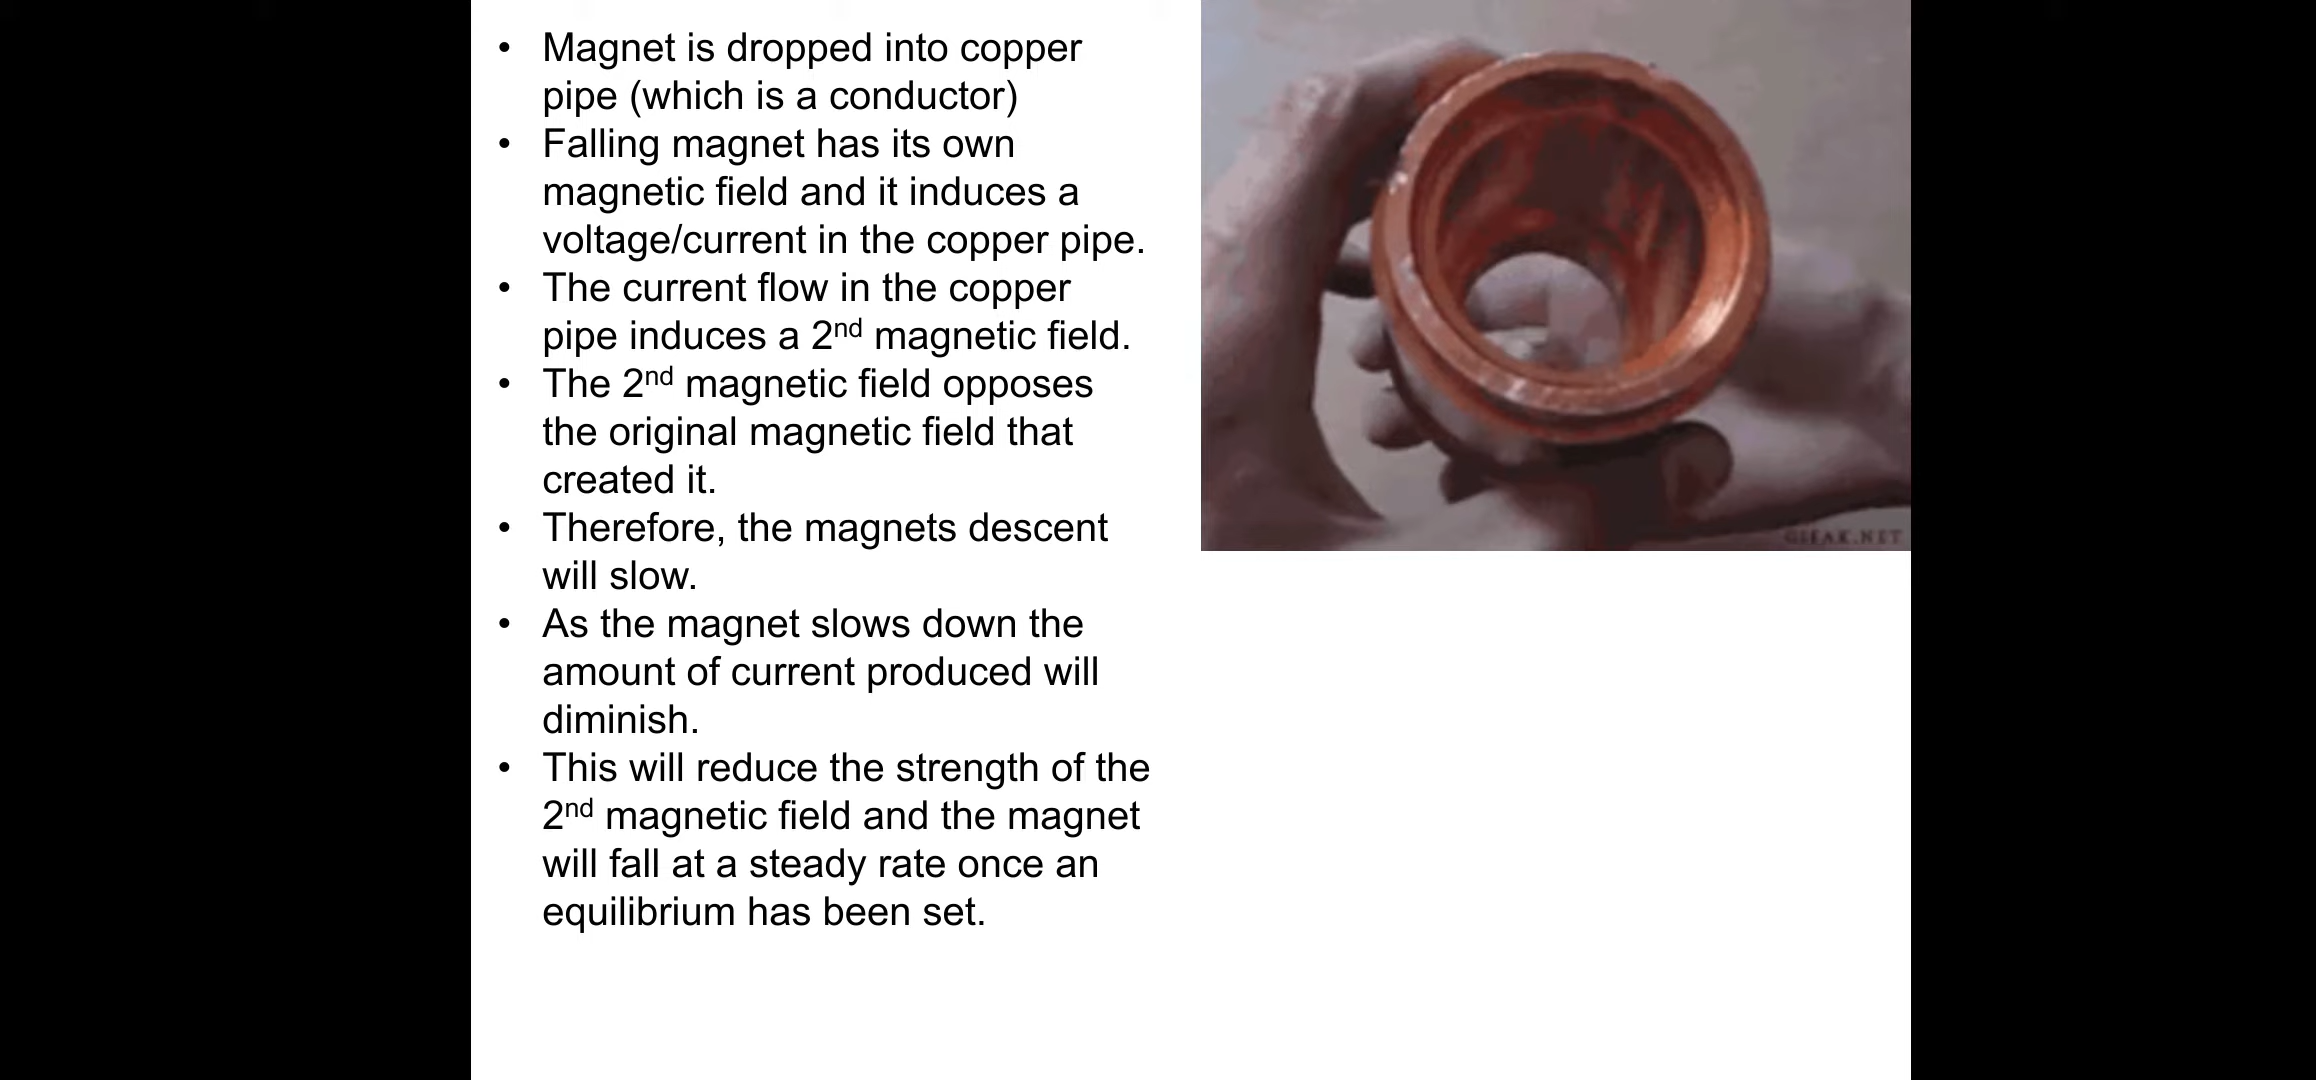 • Magnet is dropped into copper
pipe (which is a conductor)
• Falling magnet has its own
magnetic field and it induces a
voltage/current in the copper pipe.
• The current flow in the copper
pipe induces a 2nd magnetic field.
• The 2nd magnetic field opposes
the original magnetic field that
created it.
• Therefore, the magnets descent
will slow.
• As the magnet slows down the
amount of current produced will
diminish.
• This will reduce the strength of the
2nd magnetic field and the magnet
will fall at a steady rate once an
equilibrium has been set.